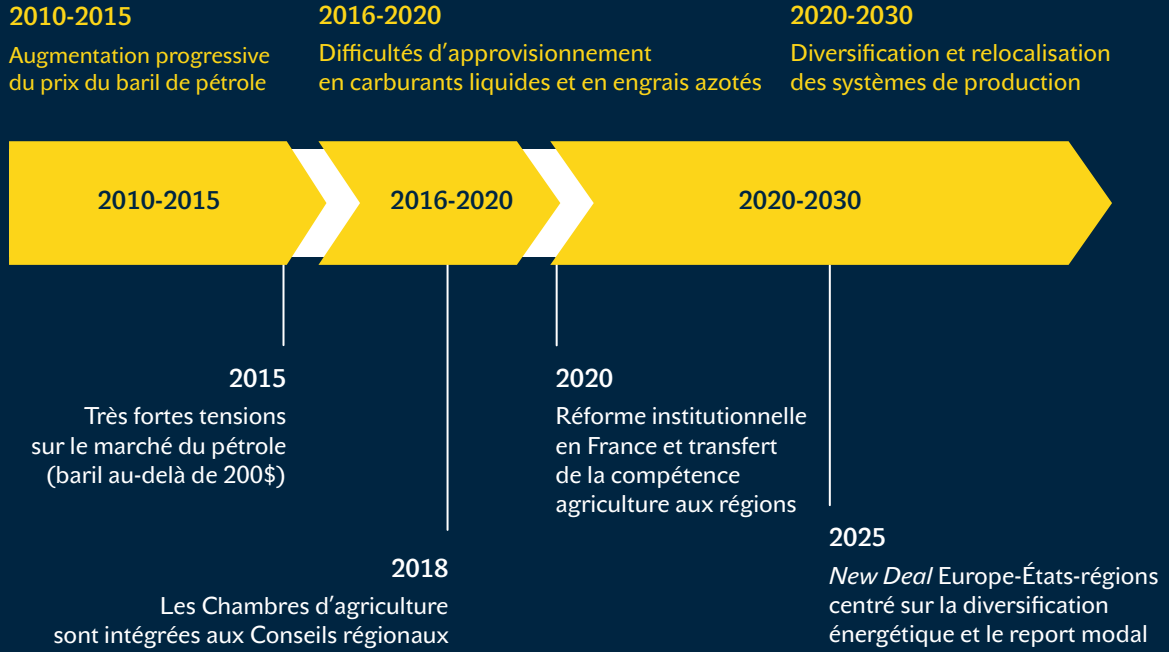 2010-2015
Augmentation progressive
du prix du baril de pétrole
2016-2020
Difficultés d'approvisionnement
en carburants liquides et en engrais azotés
2020-2030
Diversification et relocalisation
des systèmes de production
2010-2015
2016-2020
2020-2030
2015
Très fortes tensions
sur le marché du pétrole
(baril au-delà de 200$)
2018
Les Chambres d'agriculture
sont intégrées aux Conseils régionaux
2020
Réforme institutionnelle
en France et transfert
de la compétence
agriculture aux régions
2025
New Deal Europe-États-régions
centré sur la diversification
énergétique et le report modal